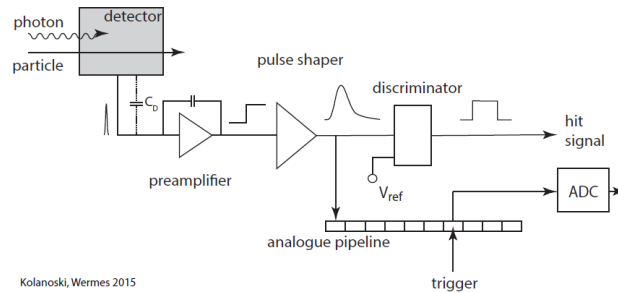 detector
photon
particle
pulse shaper
discriminator
C_D
hit
signal
preamplifier
V_ref
ADC
analogue pipeline
trigger
Kolanoski, Wermes 2015